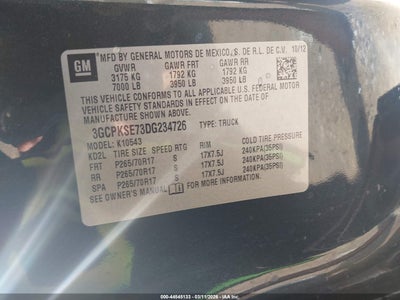 GM
MFD BY GENERAL MOTORS DE MEXICO, S. DE R.L. DE C.V. 10/12
GVWR GAWR FRT GAWR RR
3175 KG 1792 KG 1792 KG
7000 LB 3950 LB 3950 LB
THIS VEHICLE CONFORMS TO ALL APPLICABLE U.S. FEDERAL MOTOR
VEHICLE SAFETY STANDARDS IN EFFECT ON THE DATE OF
MANUFACTURE SHOWN ABOVE.
3GCPKSE73DG234726 TYPE: TRUCK
MODEL: K10543
KD2L TIRE SIZE SPEED RTG RIM COLD TIRE PRESSURE
FRT P265/70R17 S 17X7.5J 240KPA(35PSI)
RR P265/70R17 S 17X7.5J 240KPA(35PSI)
SPA P265/70R17 S 17X7.5J 240KPA(35PSI)
SEE OWNER'S MANUAL FOR MORE INFORMATION.
000-44545133 - 03/11/2026 - WWW.IAAI.COM